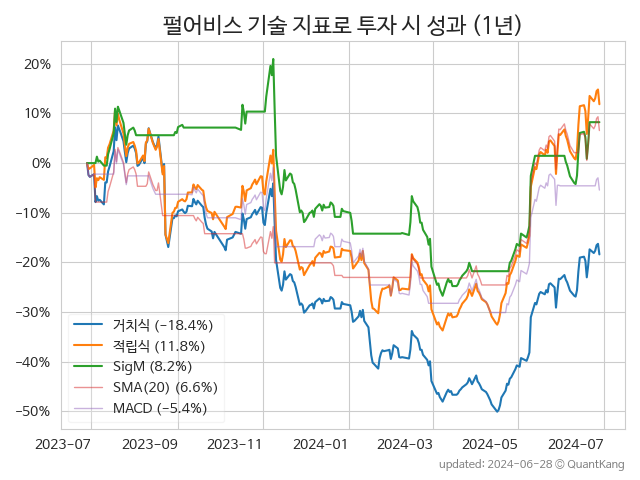 펄어비스 기술 지표로 투자 시 성과 (1년)
20%
10%
0%
−10%
−20%
−30%
−40%
−50%
거치식 (−18.4%)
적립식 (11.8%)
SigM (8.2%)
SMA(20) (6.6%)
MACD (−5.4%)
2023−07 2023−09 2023−11 2024−01 2024−03 2024−05 2024−07
updated: 2024−06−28 © QuantKang